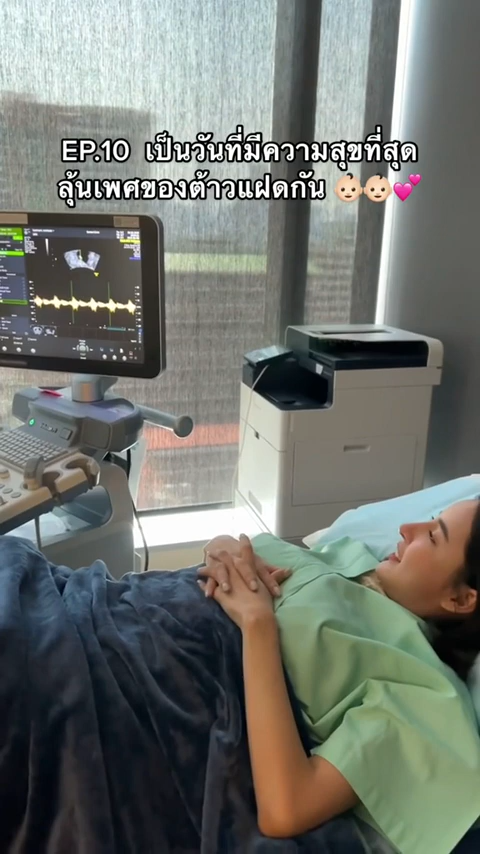 EP.10 เป็นวันที่มีความสุขที่สุด
ลุ้นเพศของต้าวแฝดกัน 👶🏻👶🏻💕